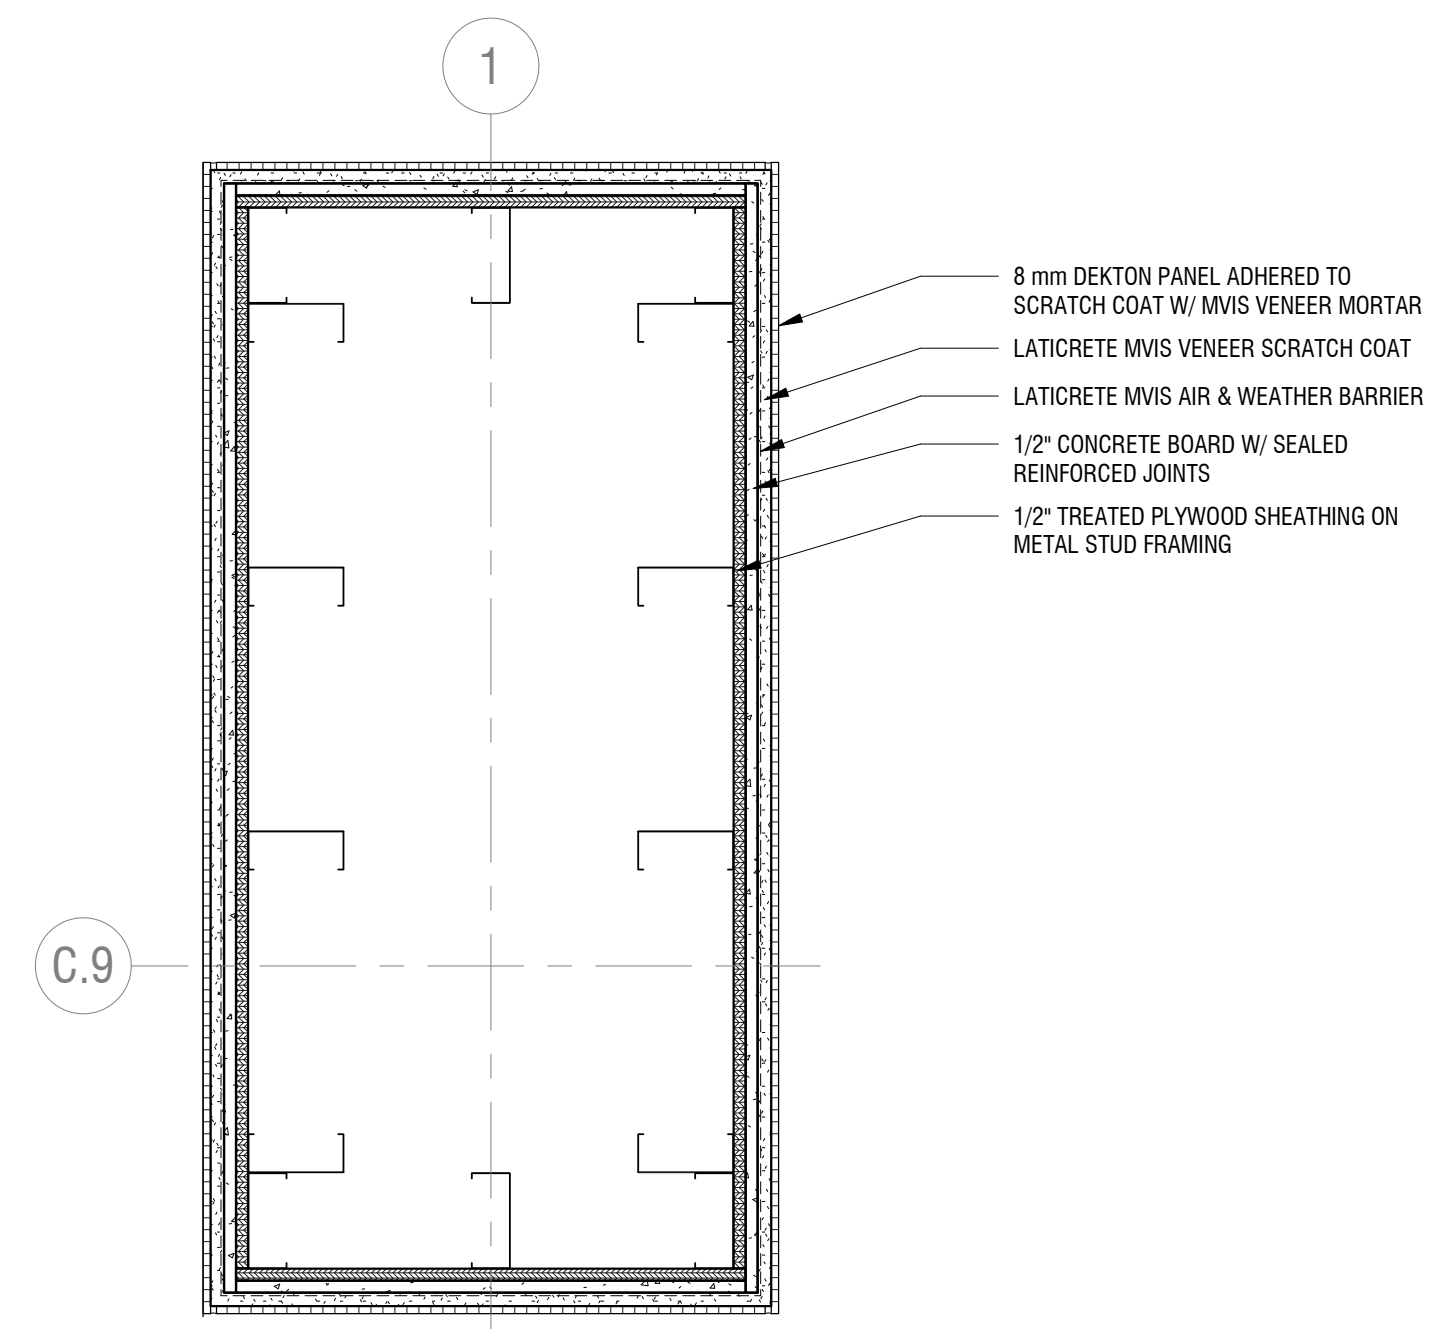 1
8 mm DEKTON PANEL ADHERED TO
SCRATCH COAT W/ MVIS VENEER MORTAR
LATICRETE MVIS VENEER SCRATCH COAT
LATICRETE MVIS AIR & WEATHER BARRIER
1/2" CONCRETE BOARD W/ SEALED
REINFORCED JOINTS
1/2" TREATED PLYWOOD SHEATHING ON
METAL STUD FRAMING
C.9